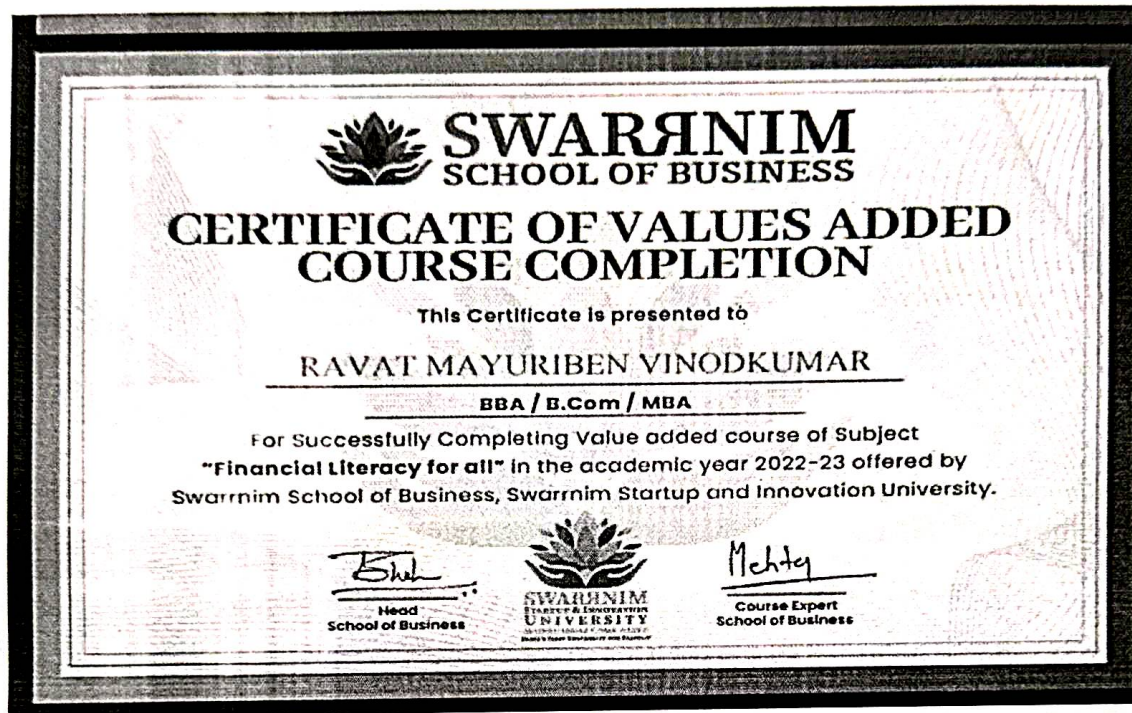 SWARRNIM
SCHOOL OF BUSINESS
CERTIFICATE OF VALUES ADDED
COURSE COMPLETION
This Certificate is presented to
RAVAT MAYURIBEN VINODKUMAR
BBA / B.Com / MBA
For Successfully Completing Value added course of Subject
"Financial Literacy for all" in the academic year 2022-23 offered by
Swarrnim School of Business, Swarrnim Startup and Innovation University.
Head
School of Business
SWARRNIM
STARTUP & INNOVATION
UNIVERSITY
Mehta
Course Expert
School of Business